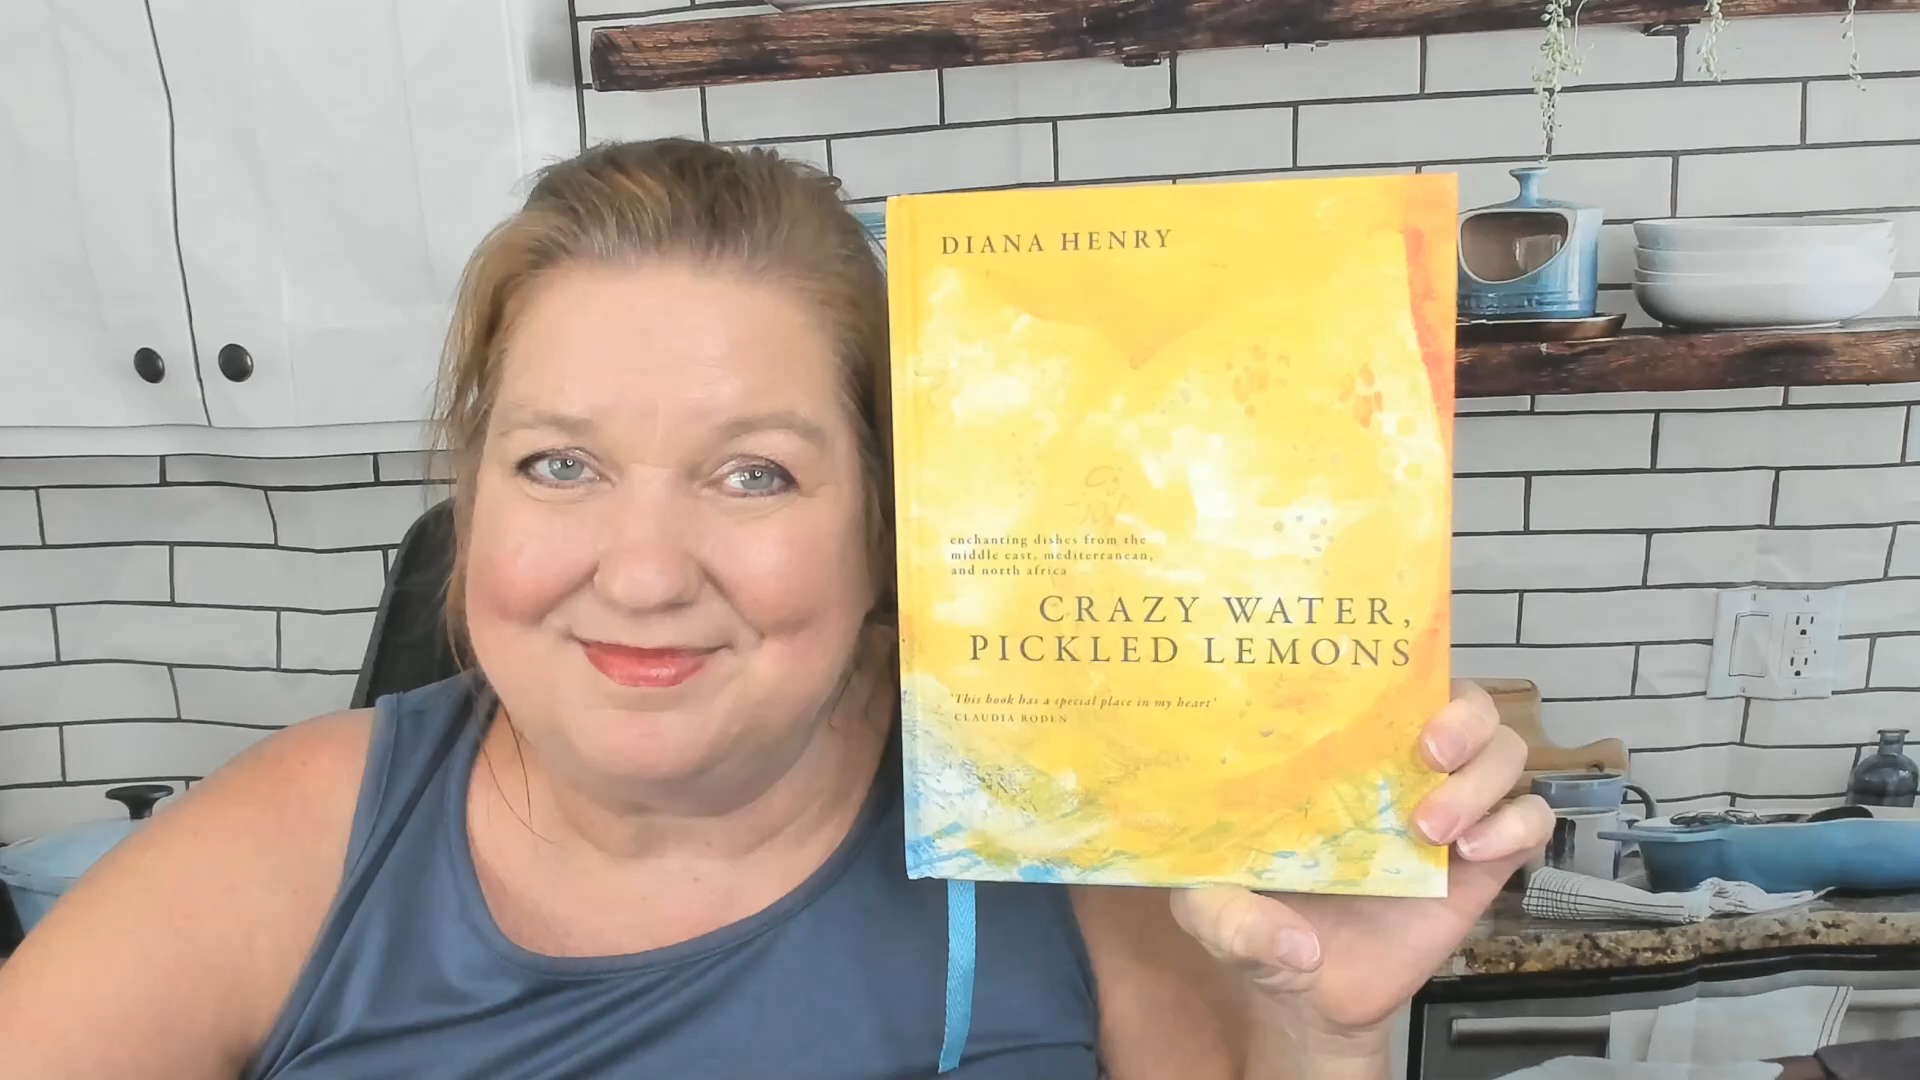 DIANA HENRY
enchanting dishes from the
middle east, mediterranean,
and north africa
CRAZY WATER,
PICKLED LEMONS
'This book has a special place in my heart'
CLAUDIA RODEN